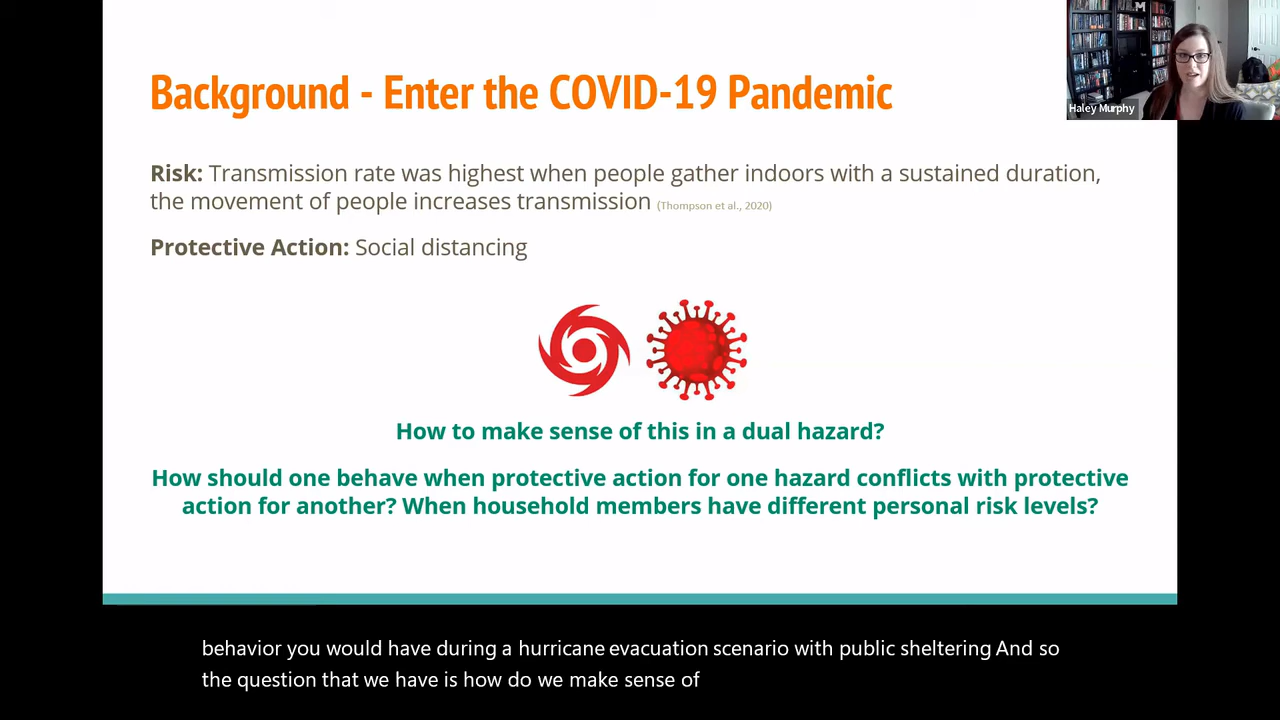 Background - Enter the COVID-19 Pandemic
M
Haley Murphy
Risk: Transmission rate was highest when people gather indoors with a sustained duration,
the movement of people increases transmission (Thompson et al., 2020)
Protective Action: Social distancing
How to make sense of this in a dual hazard?
How should one behave when protective action for one hazard conflicts with protective
action for another? When household members have different personal risk levels?
behavior you would have during a hurricane evacuation scenario with public sheltering And so
the question that we have is how do we make sense of